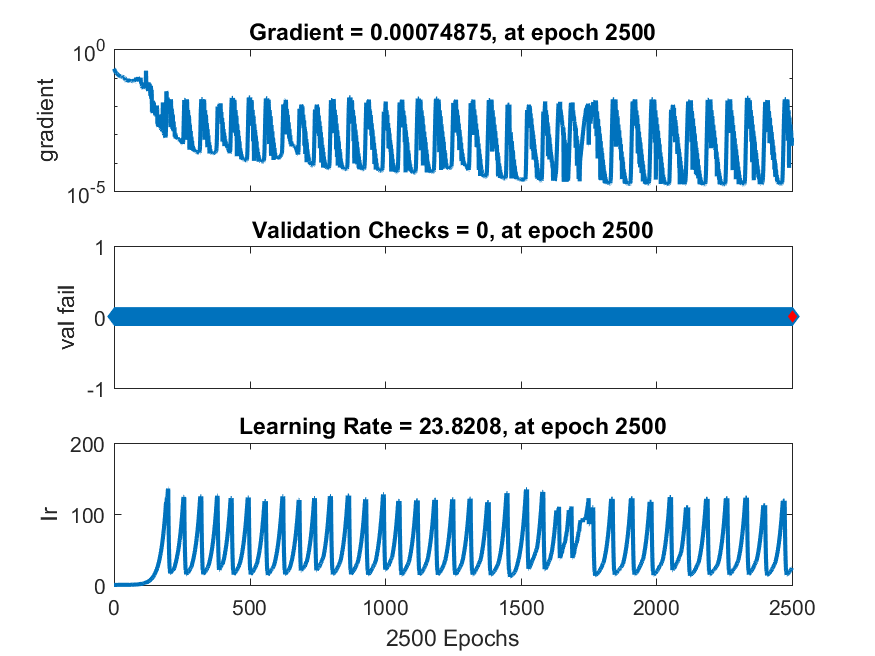 Gradient = 0.00074875, at epoch 2500
10^0
gradient
10^-5
Validation Checks = 0, at epoch 2500
1
val fail
0
-1
Learning Rate = 23.8208, at epoch 2500
200
lr
100
0
0 500 1000 1500 2000 2500
2500 Epochs